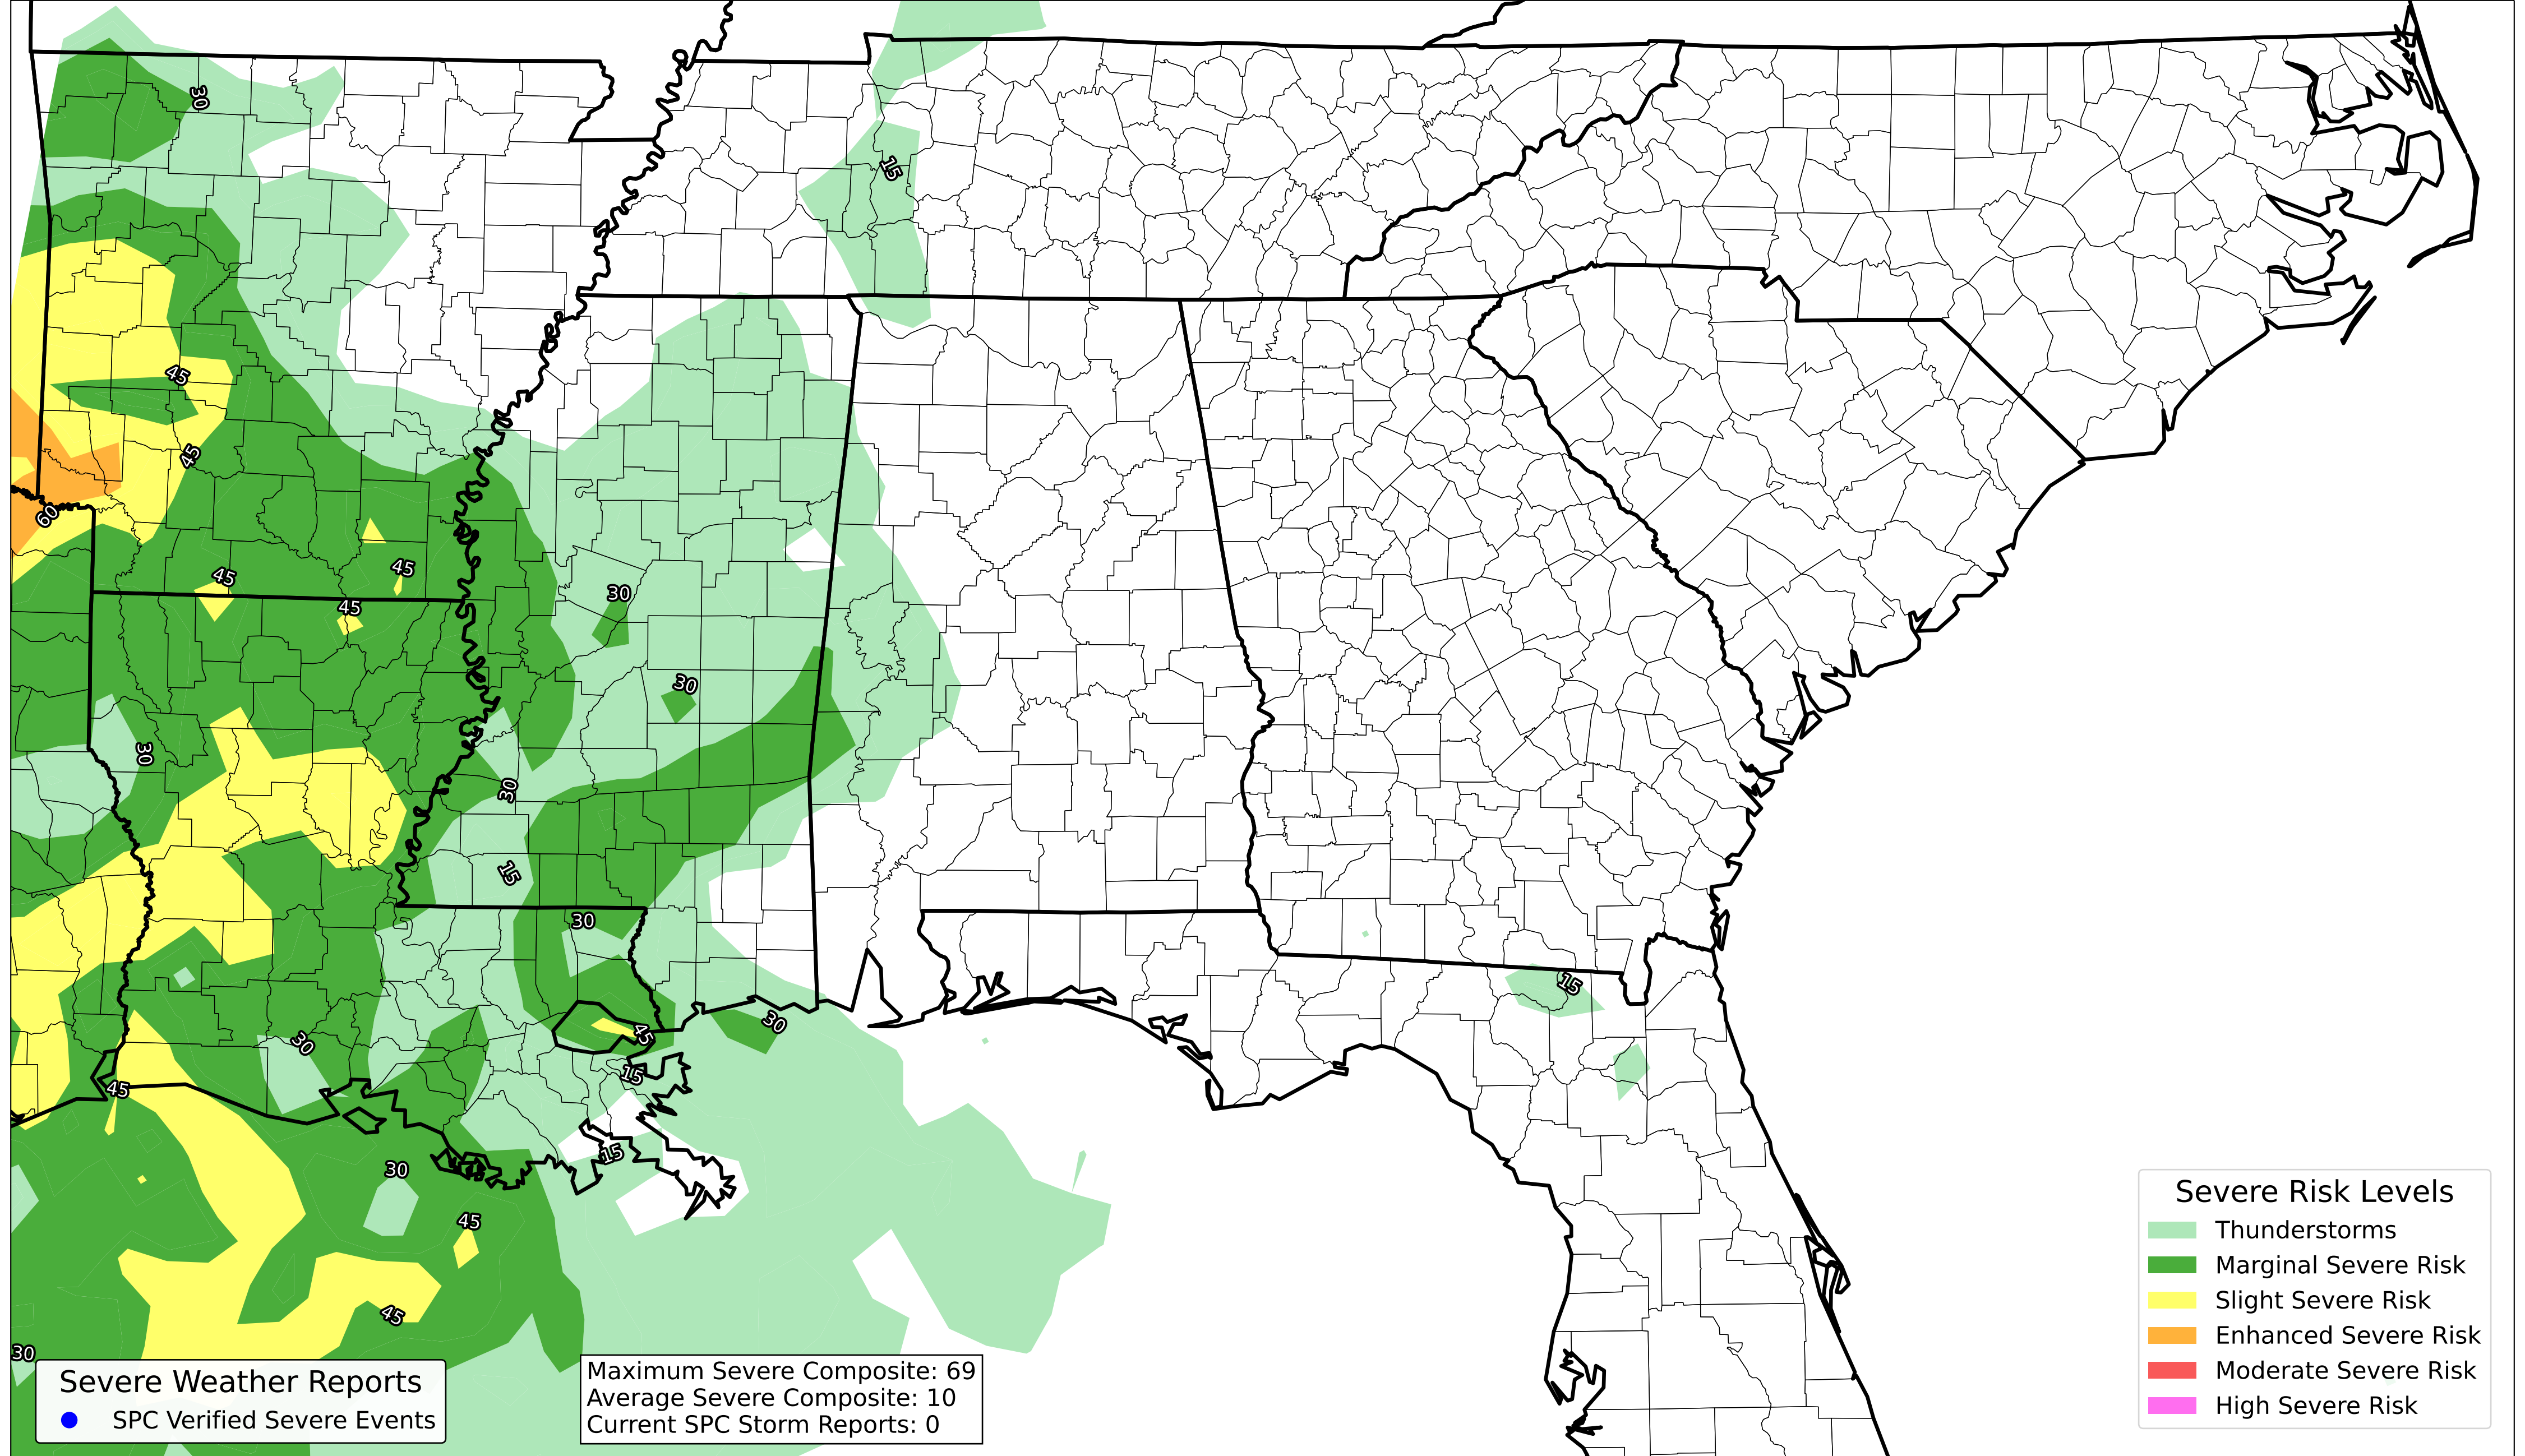 30
15
45
45
60
45
45
30
45
30
30
30
15
30
30
45
30
15
30
45
15
15
30
45
45
30
Severe Weather Reports
SPC Verified Severe Events
Maximum Severe Composite: 69
Average Severe Composite: 10
Current SPC Storm Reports: 0
Severe Risk Levels
Thunderstorms
Marginal Severe Risk
Slight Severe Risk
Enhanced Severe Risk
Moderate Severe Risk
High Severe Risk